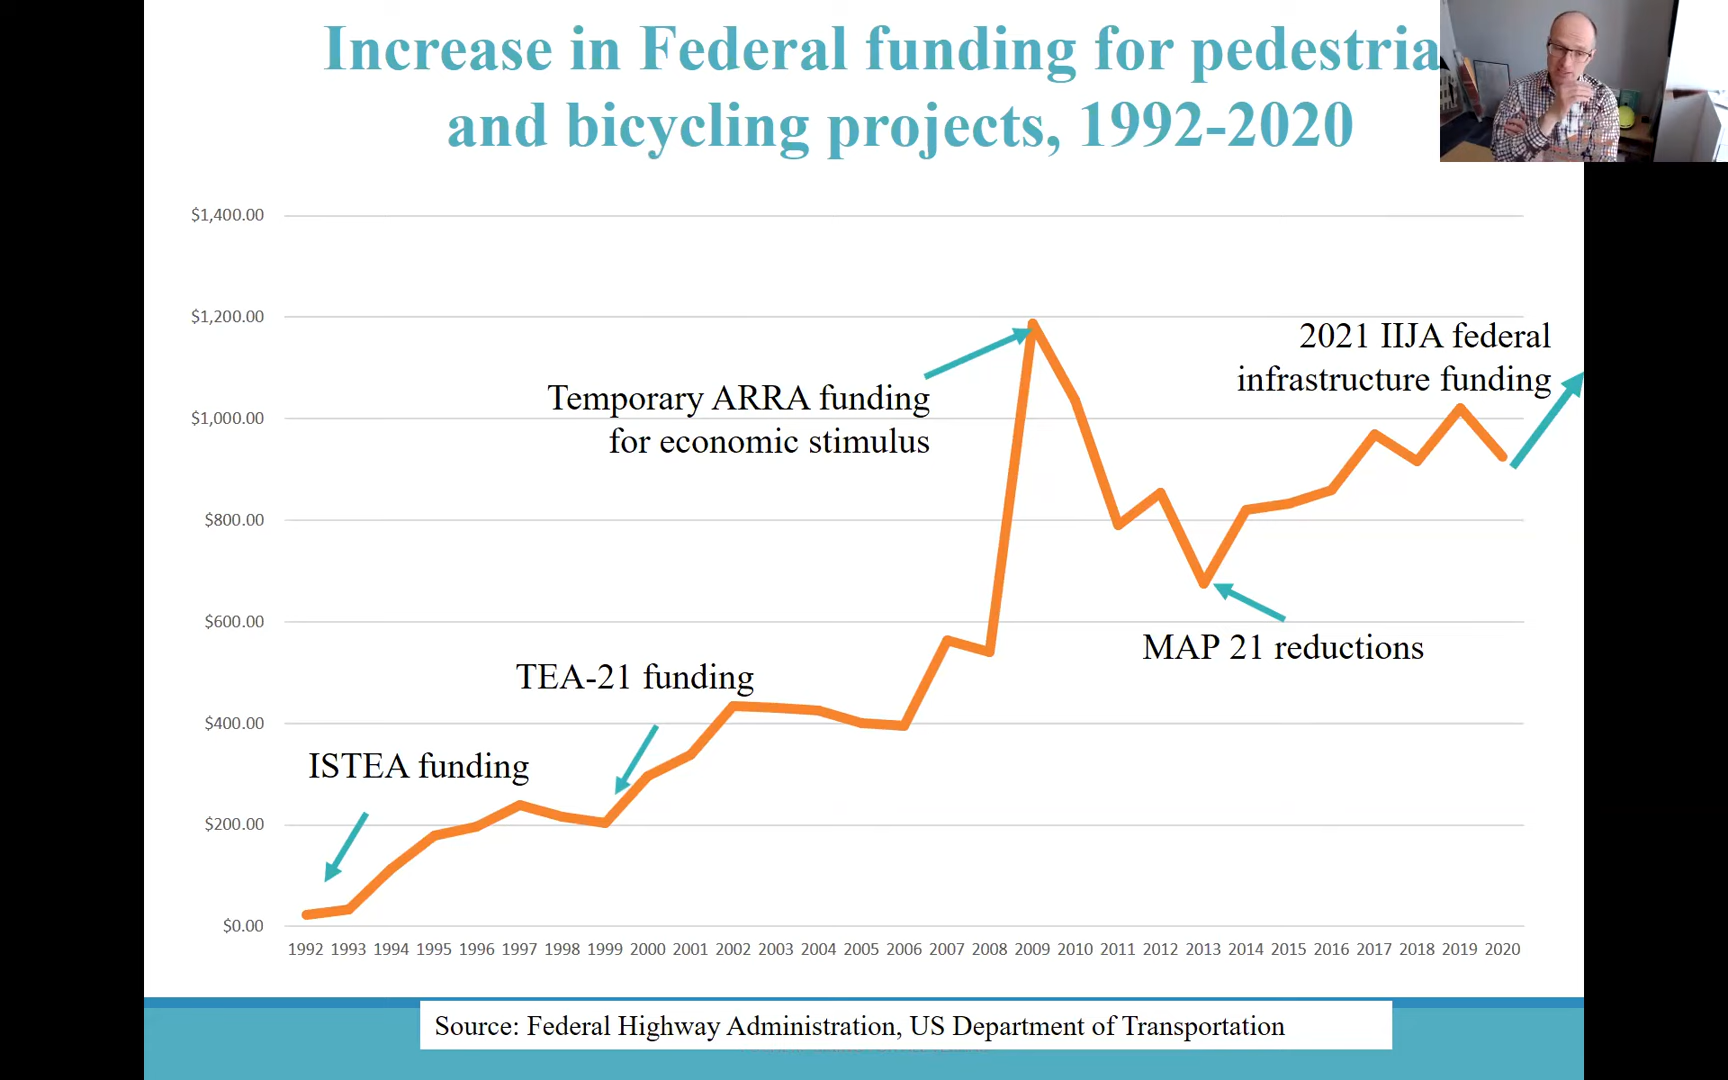 Increase in Federal funding for pedestria
and bicycling projects, 1992-2020
$1,400.00
$1,200.00
2021 IIJA federal
infrastructure funding
Temporary ARRA funding
for economic stimulus
$1,000.00
$800.00
$600.00
MAP 21 reductions
TEA-21 funding
$400.00
ISTEA funding
$200.00
$0.00
1992 1993 1994 1995 1996 1997 1998 1999 2000 2001 2002 2003 2004 2005 2006 2007 2008 2009 2010 2011 2012 2013 2014 2015 2016 2017 2018 2019 2020
Source: Federal Highway Administration, US Department of Transportation